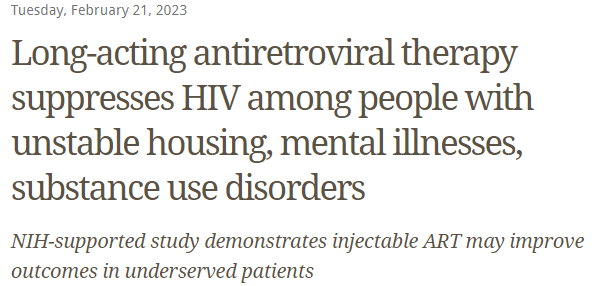 Tuesday, February 21, 2023
Long-acting antiretroviral therapy
suppresses HIV among people with
unstable housing, mental illnesses,
substance use disorders
NIH-supported study demonstrates injectable ART may improve
outcomes in underserved patients